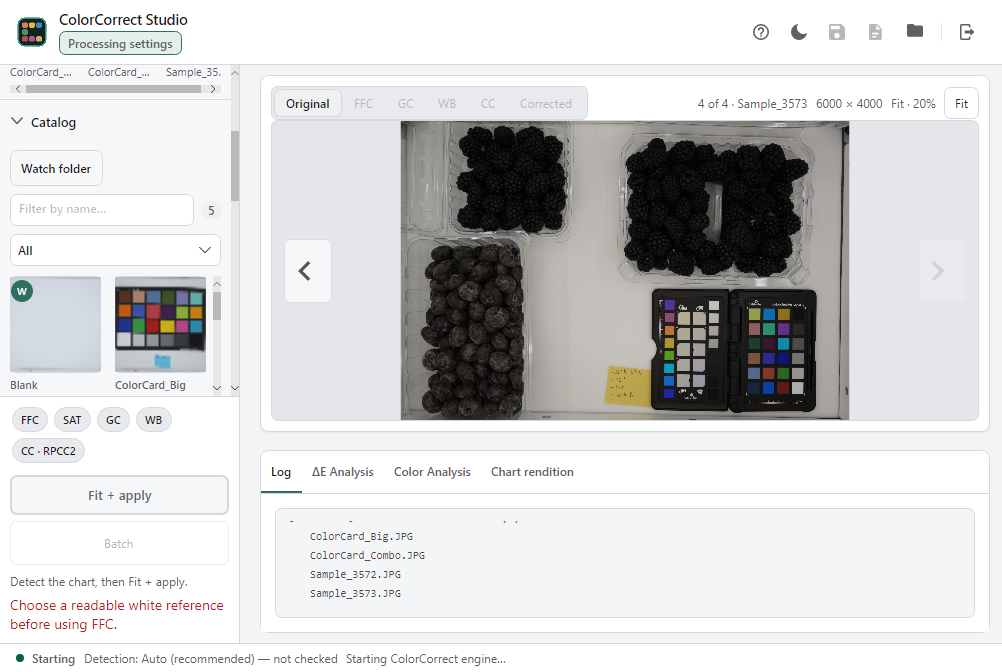 ColorCorrect Studio
Processing settings
ColorCard_... ColorCard_... Sample_35.
Catalog
Watch folder
Filter by name... 5
All
W
Blank ColorCard_Big
FFC SAT GC WB
CC · RPCC2
Fit + apply
Batch
Detect the chart, then Fit + apply.
Choose a readable white reference
before using FFC.
Original FFC GC WB CC Corrected 4 of 4 · Sample_3573 6000 × 4000 Fit · 20% Fit
Log ΔE Analysis Color Analysis Chart rendition
ColorCard_Big.JPG
ColorCard_Combo.JPG
Sample_3572.JPG
Sample_3573.JPG
Starting Detection: Auto (recommended) — not checked Starting ColorCorrect engine...